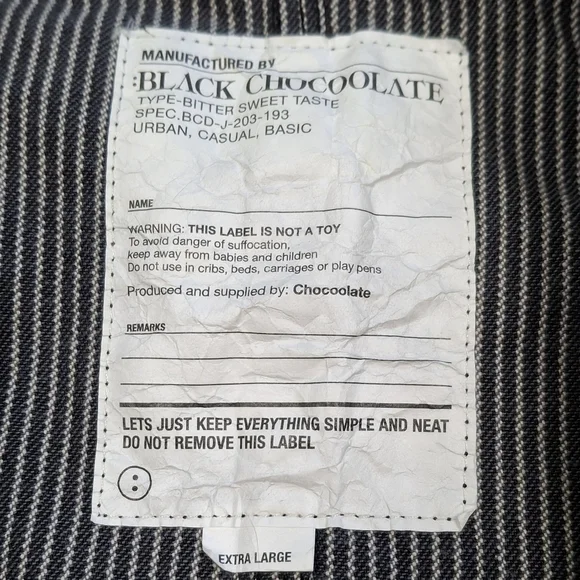 MANUFACTURED BY
:BLACK CHOCOOLATE
TYPE-BITTER SWEET TASTE
SPEC.BCD-J-203-193
URBAN, CASUAL, BASIC
NAME
WARNING: THIS LABEL IS NOT A TOY
To avoid danger of suffocation,
keep away from babies and children
Do not use in cribs, beds, carriages or play pens
Produced and supplied by: Chocoolate
REMARKS
LETS JUST KEEP EVERYTHING SIMPLE AND NEAT
DO NOT REMOVE THIS LABEL
:
EXTRA LARGE